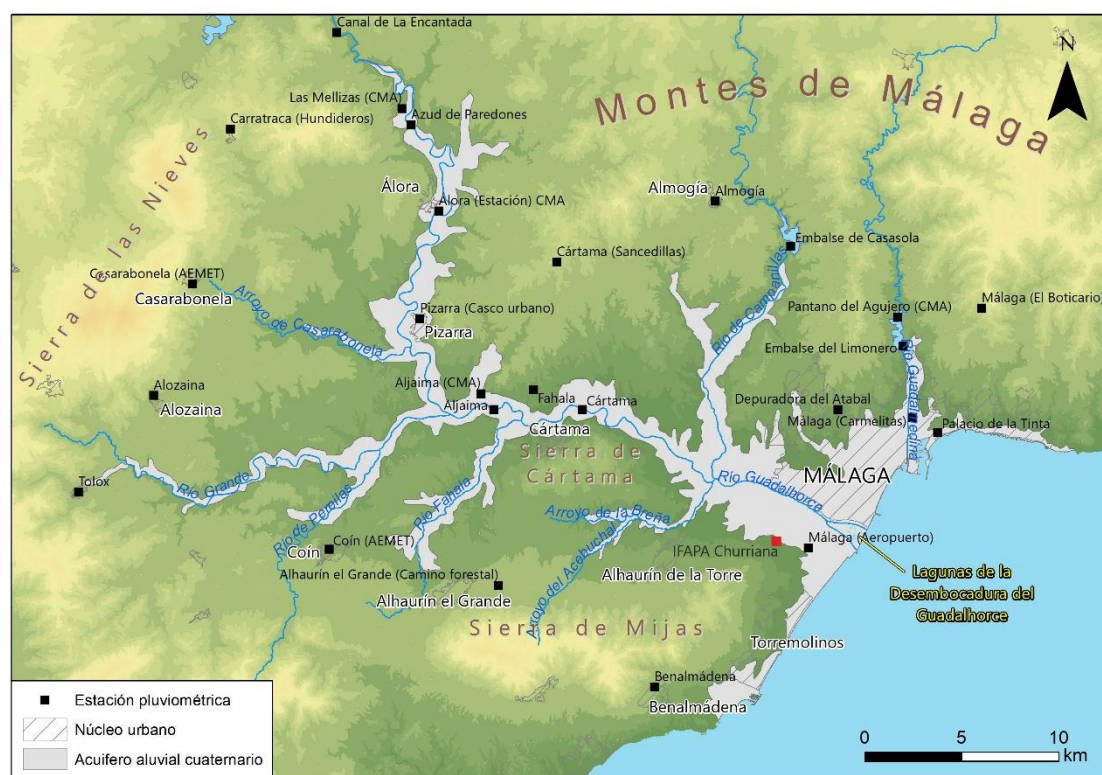 Canal de La Encantada
N
Montes de Málaga
Las Mellizas (CMA)
Azud de Paredones
Carratraca (Hundideros)
Sierra de las Nieves
Álora
Álora (Estación) CMA
Almogía
Almogía
Embalse de Casasola
Cártama (Sancedillas)
Casarabonela (AEMET)
Casarabonela
Arroyo de Casarabonela
Pizarra (Casco urbano)
Pizarra
Río de Campanillas
Pantano del Agujero (CMA)
Málaga (El Boticario)
Embalse del Limonero
Río Guadalmedina
Alozaina
Alozaina
Aljaima (CMA)
Aljaima
Fahala
Cártama
Cártama
Depuradora del Atabal
Málaga (Carmelitas)
Palacio de la Tinta
Sierra de
Cártama
MÁLAGA
Tolox
Río Grande
Río de Pereilas
Río Fahala
Río Guadalhorce
Arroyo de la Breña
Arroyo del Acebuchal
Coín
Coín (AEMET)
IFAPA Churriana
Málaga (Aeropuerto)
Alhaurín el Grande (Camino forestal)
Alhaurín el Grande
Alhaurín de la Torre
Lagunas de la
Desembocadura del
Guadalhorce
Sierra de Mijas
Torremolinos
Benalmádena
Benalmádena
Estación pluviométrica
Núcleo urbano
Acuífero aluvial cuaternario
0 5 10
km